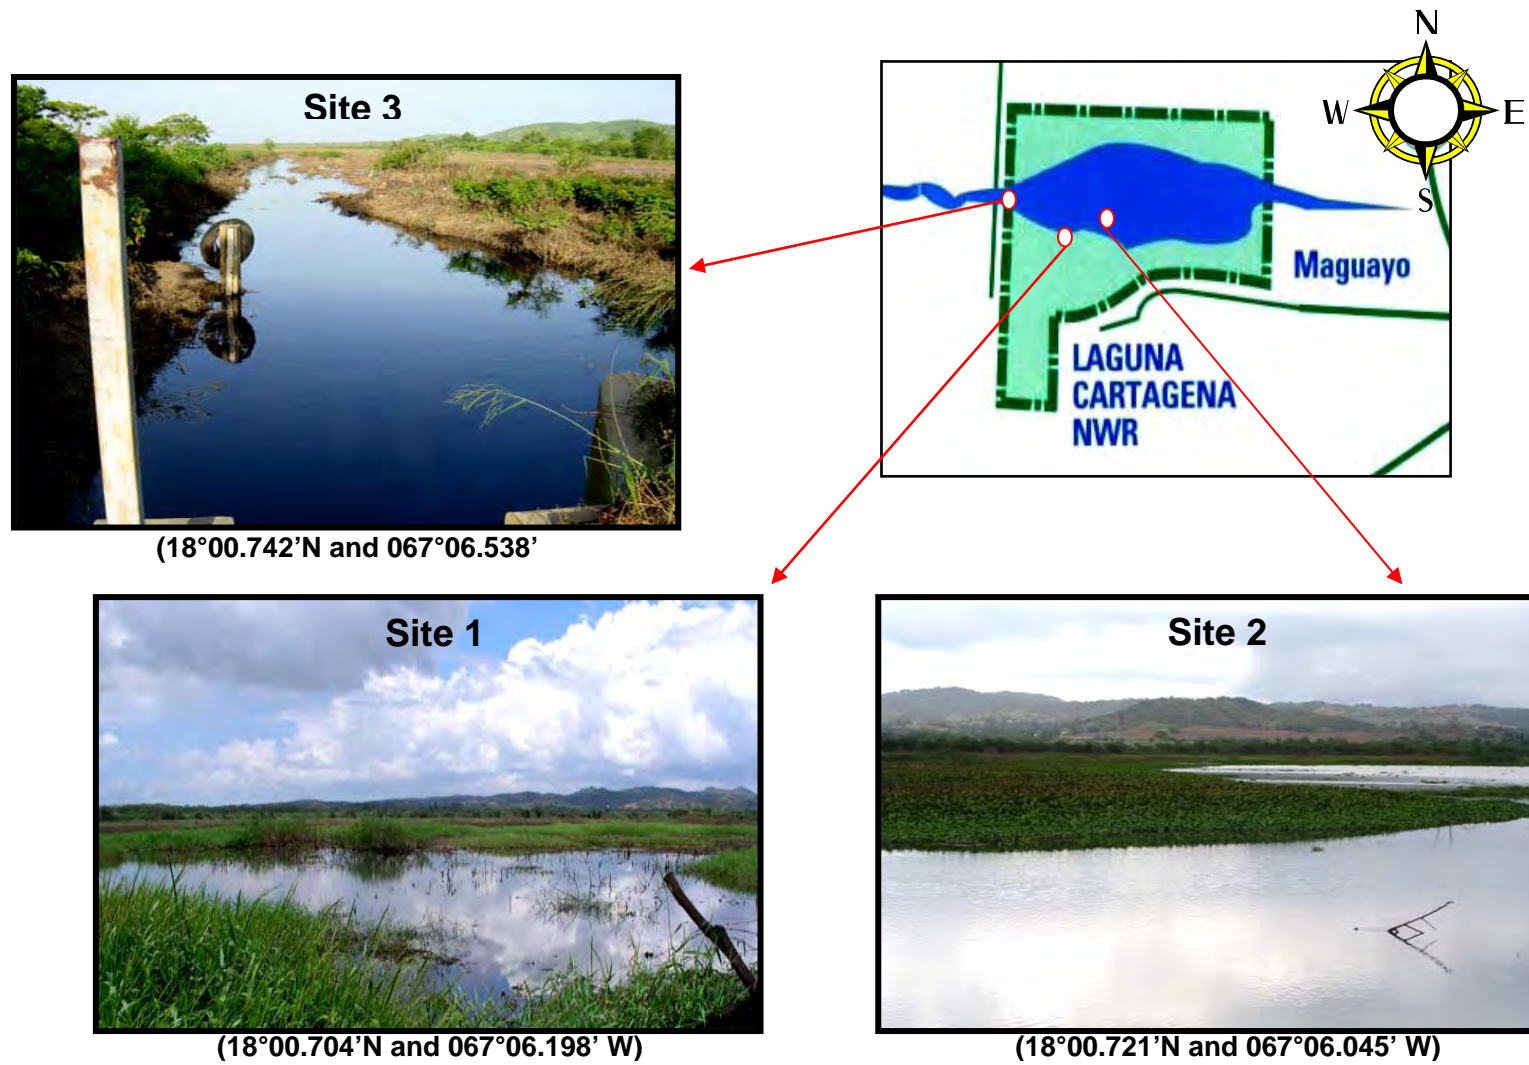 N
W E
S
Site 3
Maguayo
LAGUNA
CARTAGENA
NWR
(18°00.742’N and 067°06.538’
Site 1
Site 2
(18°00.704’N and 067°06.198’ W)
(18°00.721’N and 067°06.045’ W)